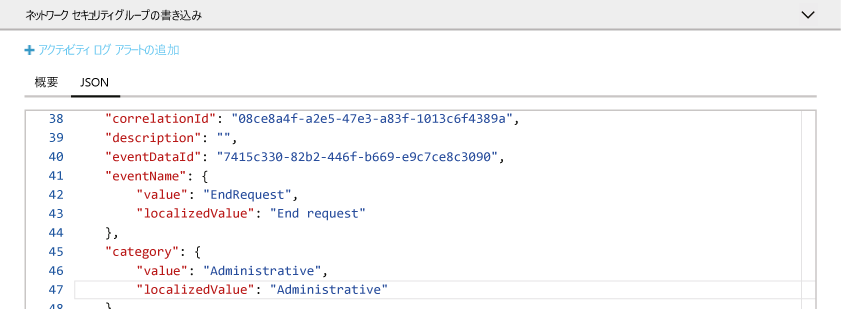 ネットワーク セキュリティグループの書き込み
+ アクティビティ ログ アラートの追加
概要 JSON
38 "correlationId": "08ce8a4f-a2e5-47e3-a83f-1013c6f4389a",
39 "description": "",
40 "eventDataId": "7415c330-82b2-446f-b669-e9c7ce8c3090",
41 "eventName": {
42 "value": "EndRequest",
43 "localizedValue": "End request"
44 },
45 "category": {
46 "value": "Administrative",
47 "localizedValue": "Administrative"
48 }